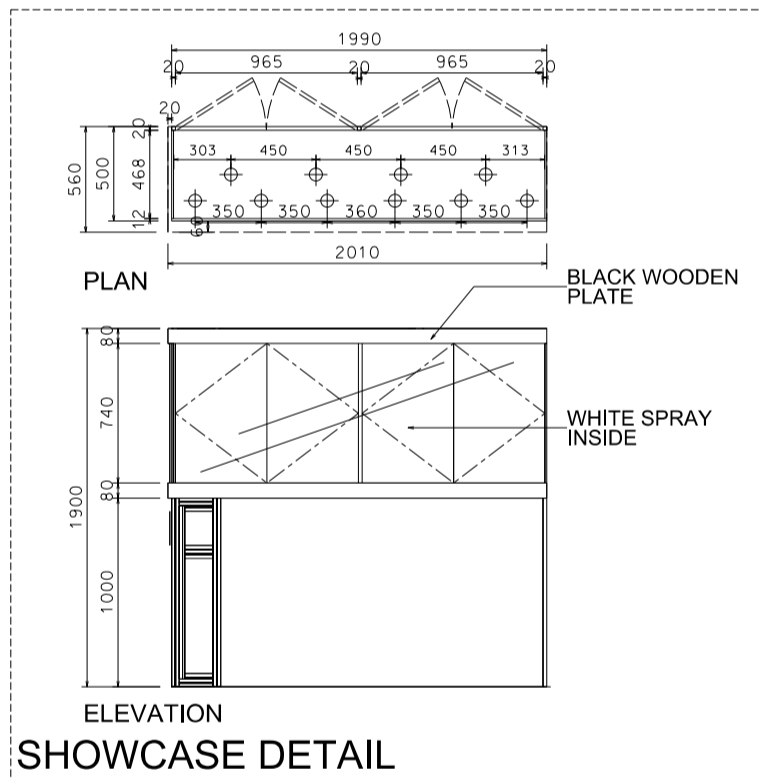 1990
20 965 20 965 20
20
20
303 450 450 450 313
560
500
468
12
60
350 350 360 350 350
2010
PLAN
BLACK WOODEN
PLATE
80
740
WHITE SPRAY
INSIDE
80
1900
1000
ELEVATION
SHOWCASE DETAIL